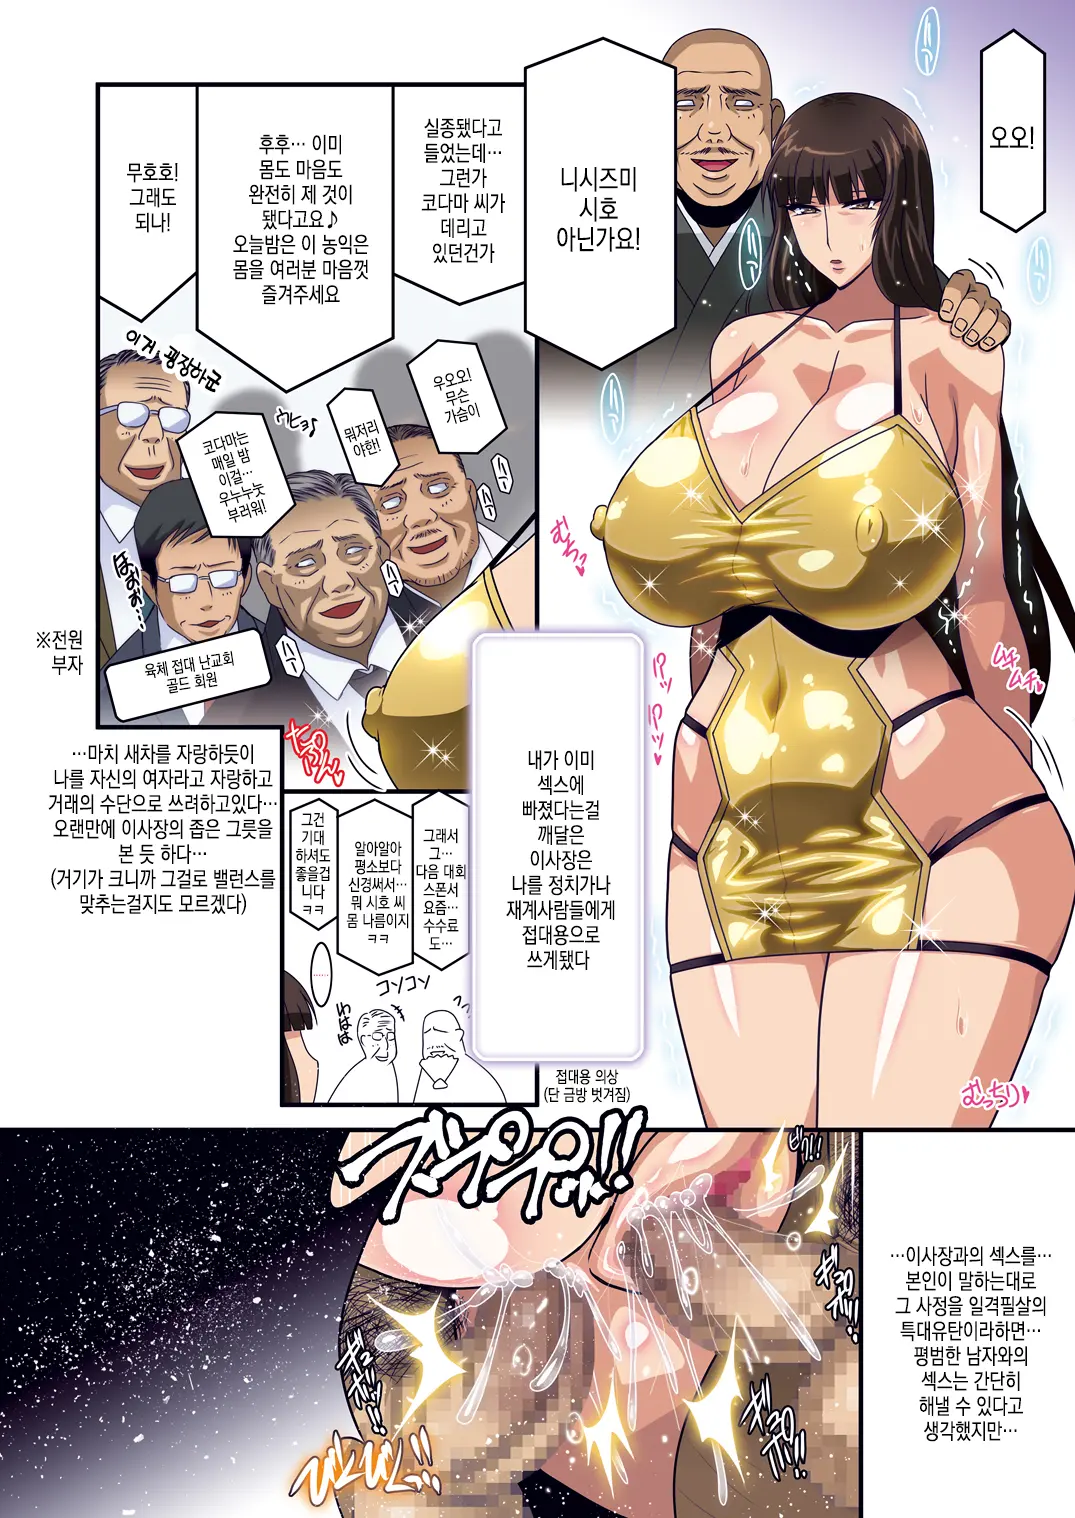 오오!
니시즈미
시호
아닌가요!
실종됐다고
들었는데…
그런가
코다마 씨가
데리고
있던건가
후후… 이미
몸도 마음도
완전히 제 것이
됐다고요♪
오늘밤은 이 농익은
몸을 여러분 마음껏
즐겨주세요
무호호!
그래도
되나!
이거 굉장하군
우오오!
무슨
가슴이
뭐저리
야한!
코다마는
매일 밤
이걸…
우누누눗
부러워!
육체 접대 난교회
골드 회원
※전원
부자
…마치 새차를 자랑하듯이
나를 자신의 여자라고 자랑하고
거래의 수단으로 쓰려하고있다…
오랜만에 이사장의 좁은 그릇을
본 듯 하다…
(거기가 크니까 그걸로 밸런스를
맞추는걸지도 모르겠다)
내가 이미
섹스에
빠졌다는걸
깨달은
이사장은
나를 정치가나
재계사람들에게
접대용으로
쓰게됐다
그래서
그…
다음 대회
스폰서
요즘…
수수료
도…
알아알아
평소보다
신경써서…
뭐 시호 씨
몸 나름이지
ㅋㅋ
그건
기대
하셔도
좋을겁
니다
ㅋㅋ
……
コソコソ
わはは
접대용 의상
(단 금방 벗겨짐)
むっちり♥
…이사장과의 섹스를…
본인이 말하는대로
그 사정을 일격필살의
특대유탄이라하면…
평범한 남자와의
섹스는 간단히
해낼 수 있다고
생각했지만…